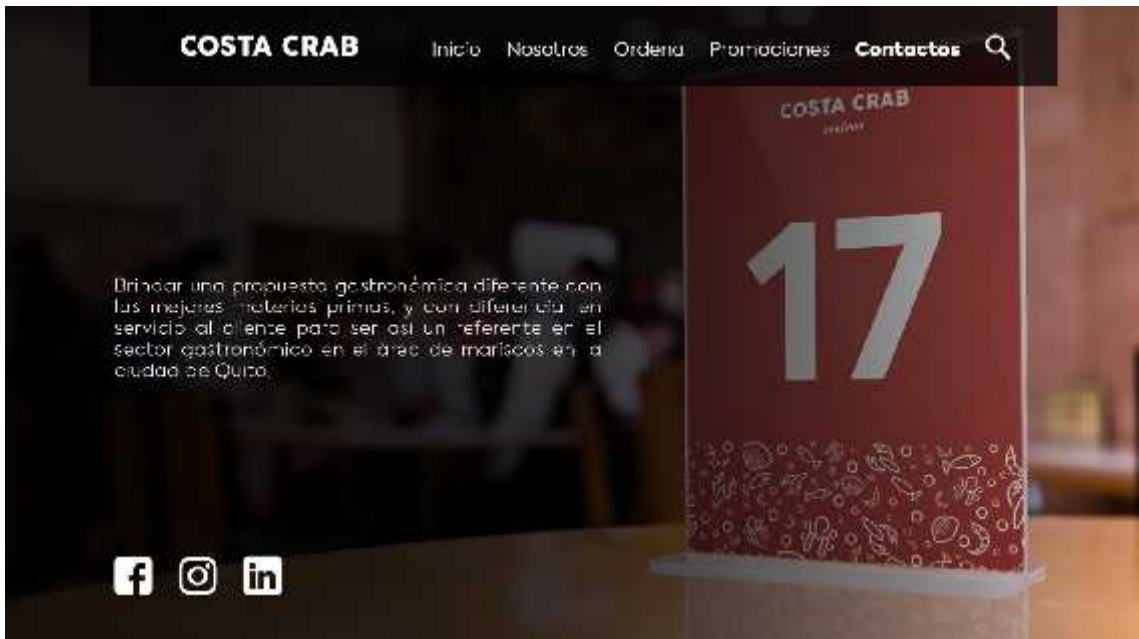 COSTA CRAB Inicio Nosotros Ordena Promociones Contactos
COSTA CRAB
17
Brindar una propuesta gastronómica diferente con
las mejores materias primas, y con diferencia en
servicio al cliente para ser así un referente en el
sector gastronómico en el área de mariscos en la
ciudad de Quito.
f in